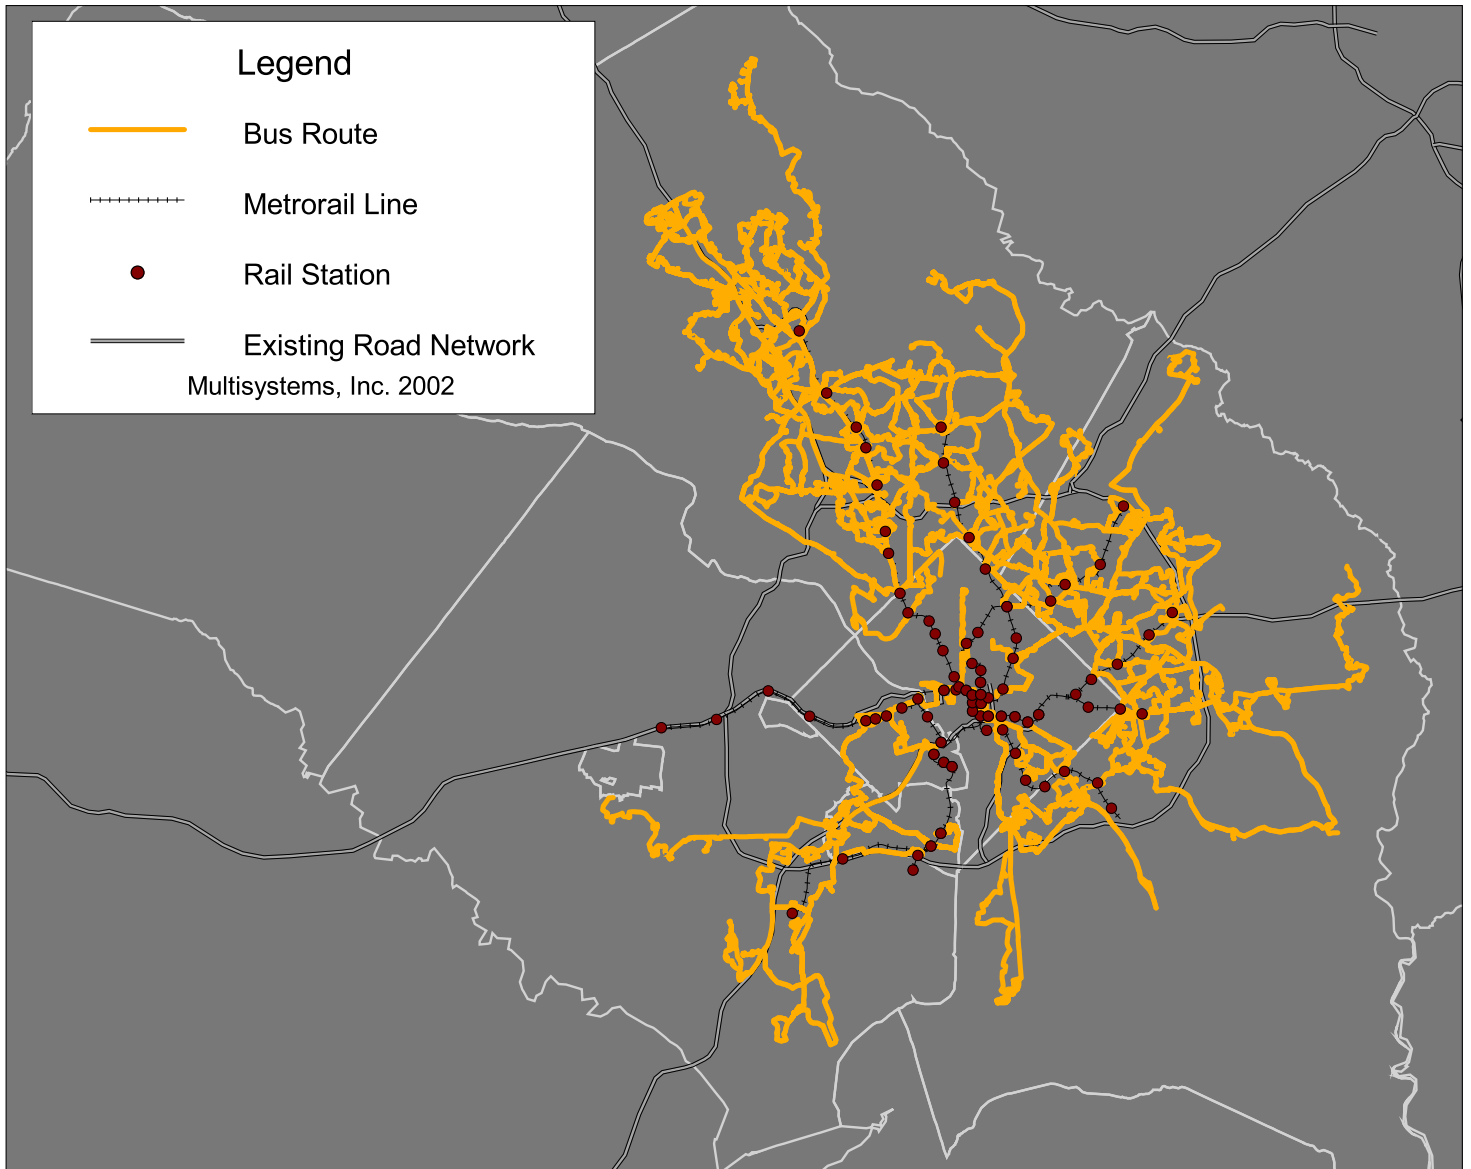 Legend
Bus Route
Metrorail Line
Rail Station
Existing Road Network
Multisystems, Inc. 2002